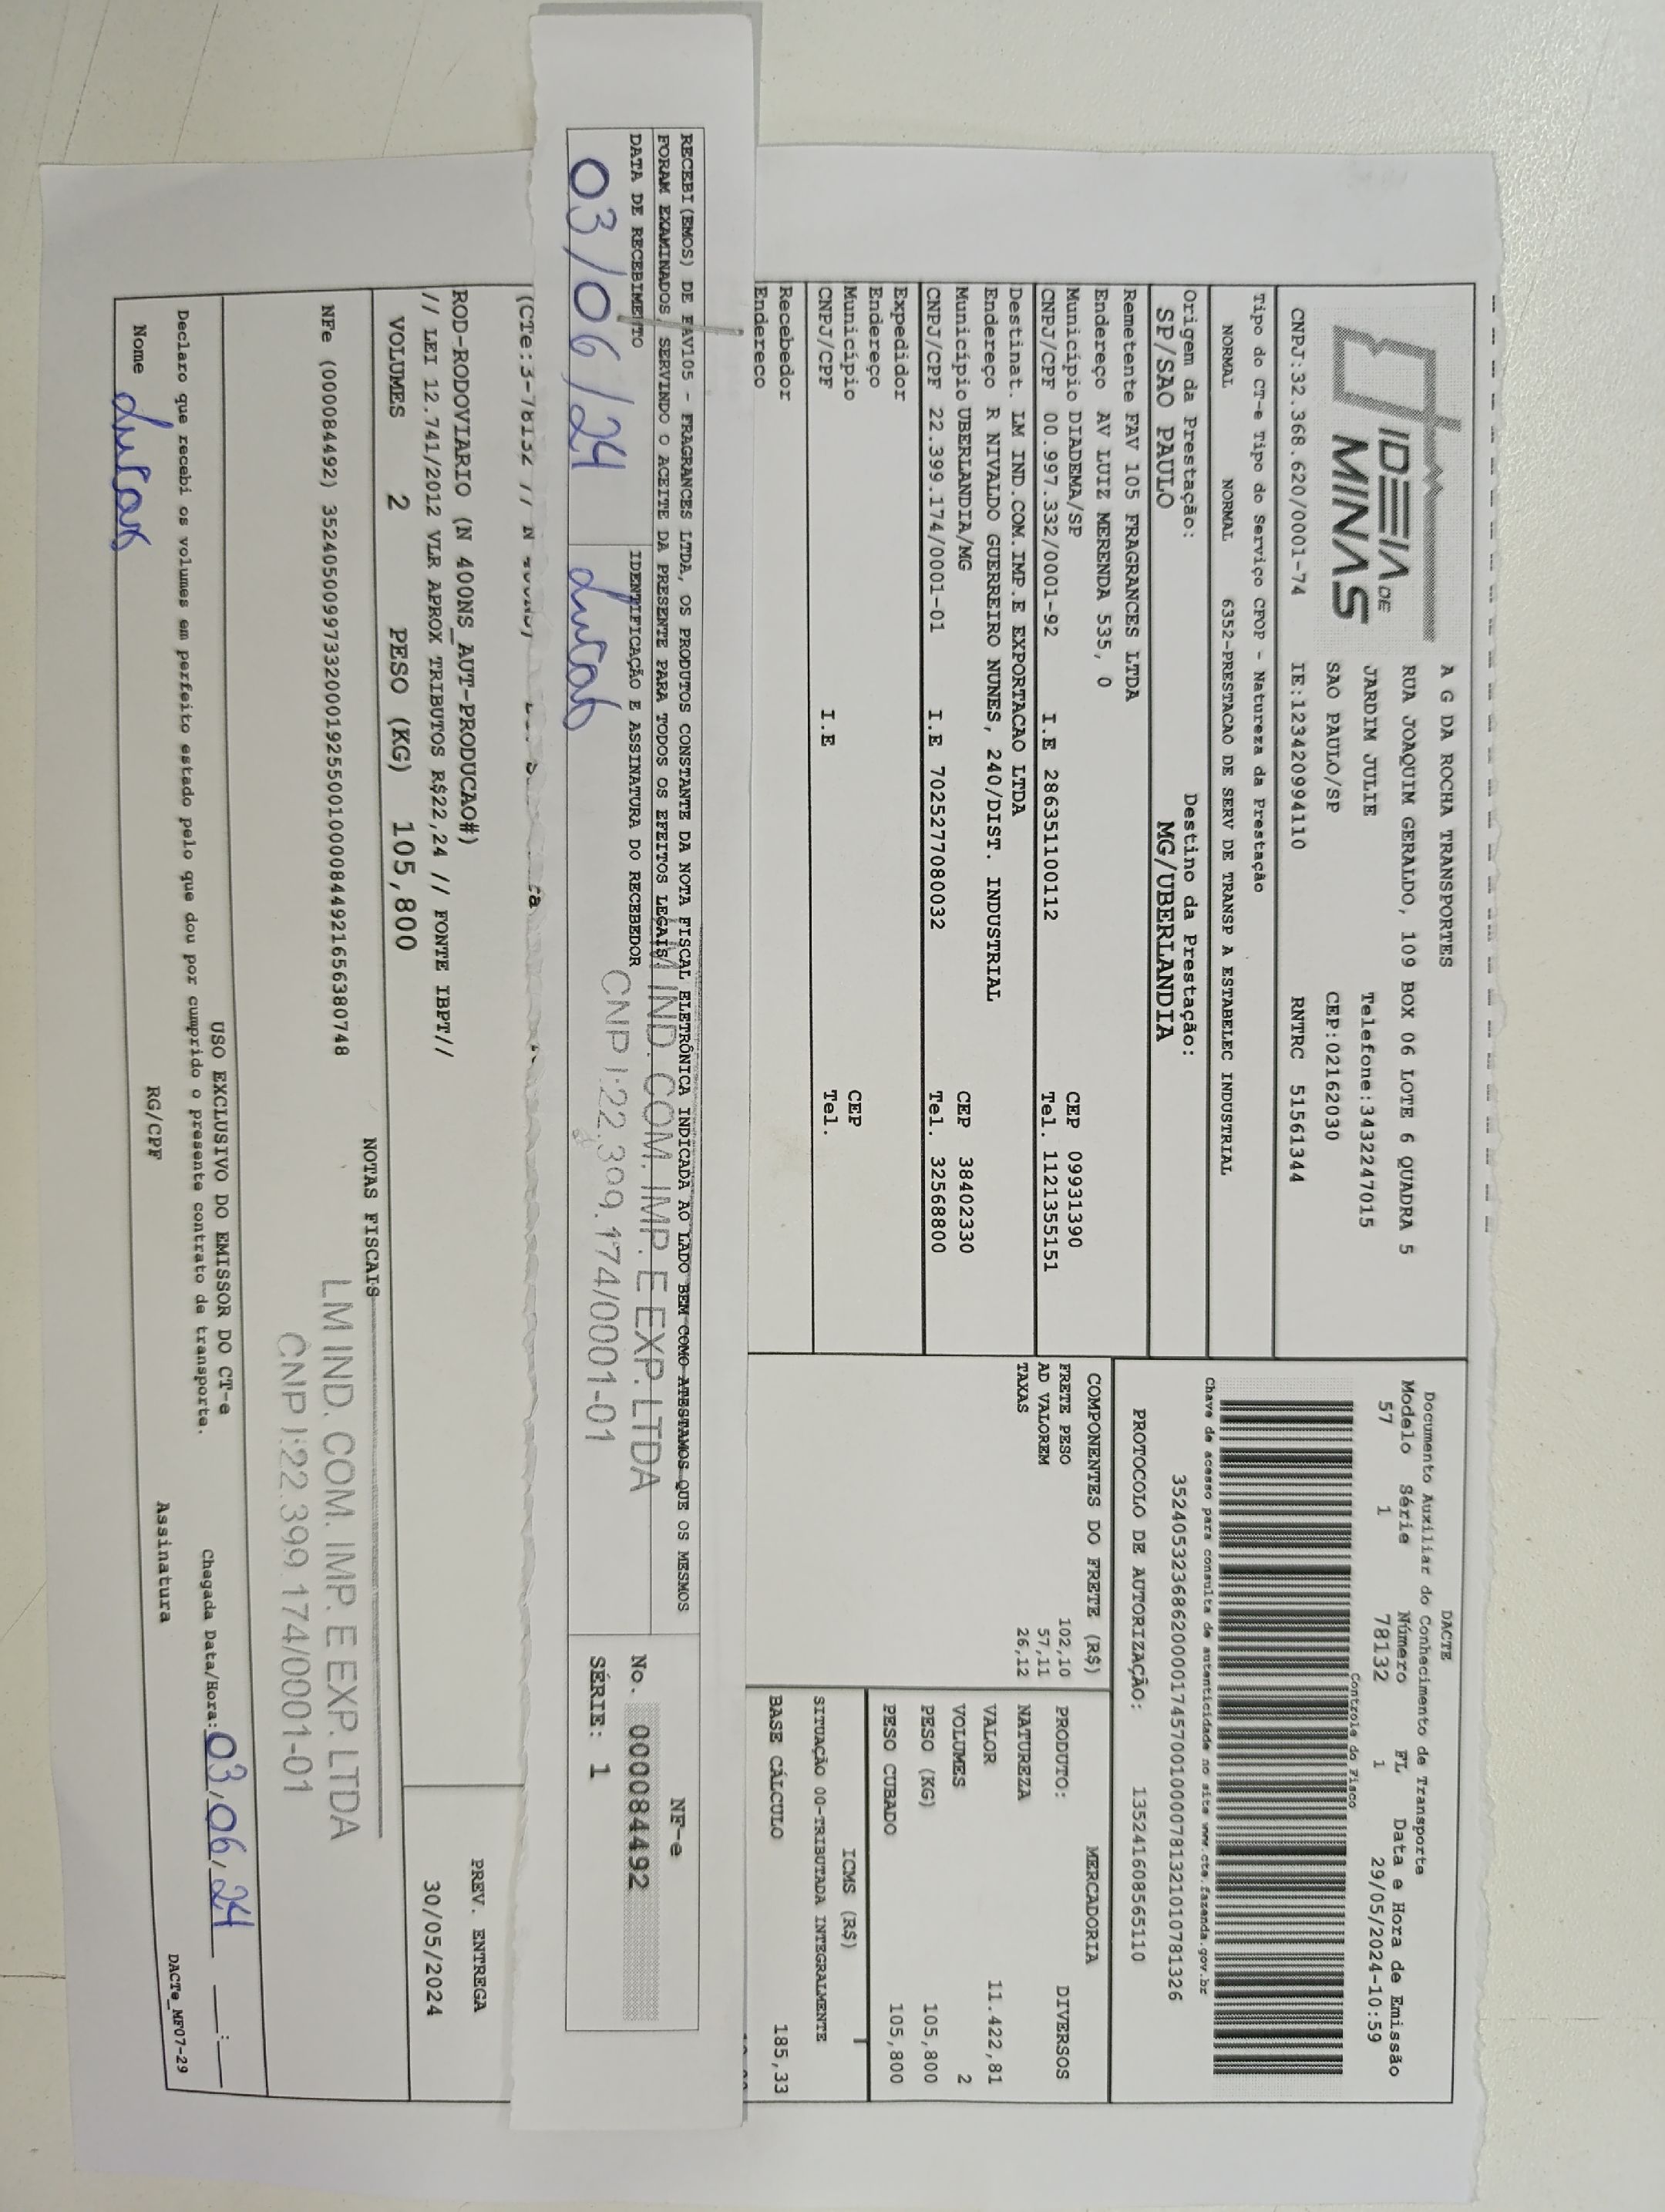 IDEIA DE
MINAS
A G DA ROCHA TRANSPORTES
RUA JOAQUIM GERALDO, 109 BOX 06 LOTE 6 QUADRA 5
JARDIM JULIE Telefone:3432247015
SAO PAULO/SP CEP:02162030
CNPJ:32.368.620/0001-74 IE:123420994110 RNTRC 51561344
Tipo do CT-e Tipo do Serviço CFOP - Natureza da Prestação
NORMAL NORMAL 6352-PRESTACAO DE SERV DE TRANSP A ESTABELEC INDUSTRIAL
Origem da Prestação: Destino da Prestação:
SP/SAO PAULO MG/UBERLANDIA
Remetente FAV 105 FRAGRANCES LTDA
Endereço AV LUIZ MERENDA 535, 0
Município DIADEMA/SP CEP 09931390
CNPJ/CPF 00.997.332/0001-92 I.E 286351100112 Tel. 1121355151
Destinat. LM IND.COM.IMP.E EXPORTACAO LTDA
Endereço R NIVALDO GUERREIRO NUNES, 240/DIST. INDUSTRIAL
Município UBERLANDIA/MG CEP 38402330
CNPJ/CPF 22.399.174/0001-01 I.E 7025277080032 Tel. 32568800
Expedidor
Endereço
Município CEP
CNPJ/CPF I.E Tel.
Recebedor
Endereco
DACTE
Documento Auxiliar do Conhecimento de Transporte
Modelo Série Número FL Data e Hora de Emissão
57 1 78132 1 29/05/2024-10:59
Controle do Fisco
Chave de acesso para consulta de autenticidade no site www.cte.fazenda.gov.br
35240532368620000174570010000781321010781326
PROTOCOLO DE AUTORIZAÇÃO: 135241608565110
COMPONENTES DO FRETE (R$)
FRETE PESO 102,10
AD VALOREM 57,11
TAXAS 26,12
MERCADORIA
PRODUTO: DIVERSOS
NATUREZA
VALOR 11.422,81
VOLUMES 2
PESO (KG) 105,800
PESO CUBADO 105,800
ICMS (R$)
SITUAÇÃO 00-TRIBUTADA INTEGRALMENTE
BASE CÁLCULO 185,33
RECEBI(EMOS) DE FAV105 - FRAGRANCES LTDA, OS PRODUTOS CONSTANTE DA NOTA FISCAL ELETRÔNICA INDICADA AO LADO BEM COMO ATESTAMOS QUE OS MESMOS
FORAM EXAMINADOS, SERVINDO O ACEITE DA PRESENTE PARA TODOS OS EFEITOS LEGAIS.
DATA DE RECEBIMENTO IDENTIFICAÇÃO E ASSINATURA DO RECEBEDOR
03/06/24 Lucas
LM IND. COM. IMP. E EXP. LTDA
CNPJ:22.399.174/0001-01
NF-e
No. 000084492
SÉRIE: 1
(CTe:3-78132 // N
ROD-RODOVIARIO (N 400NS_AUT-PRODUCAO#)
// LEI 12.741/2012 VLR APROX TRIBUTOS R$22,24 // FONTE IBPT//
PREV. ENTREGA
30/05/2024
VOLUMES 2 PESO (KG) 105,800
NOTAS FISCAIS
NFe (000084492) 35240500997332000192550010000844921656380748
LM IND. COM. IMP. E EXP. LTDA
CNPJ:22.399.174/0001-01
USO EXCLUSIVO DO EMISSOR DO CT-e
Declaro que recebi os volumes em perfeito estado pelo que dou por cumprido o presente contrato de transporte.
Chegada Data/Hora: 03/06/24 __:__
Nome Lucas RG/CPF Assinatura
DACTe_MF07-29